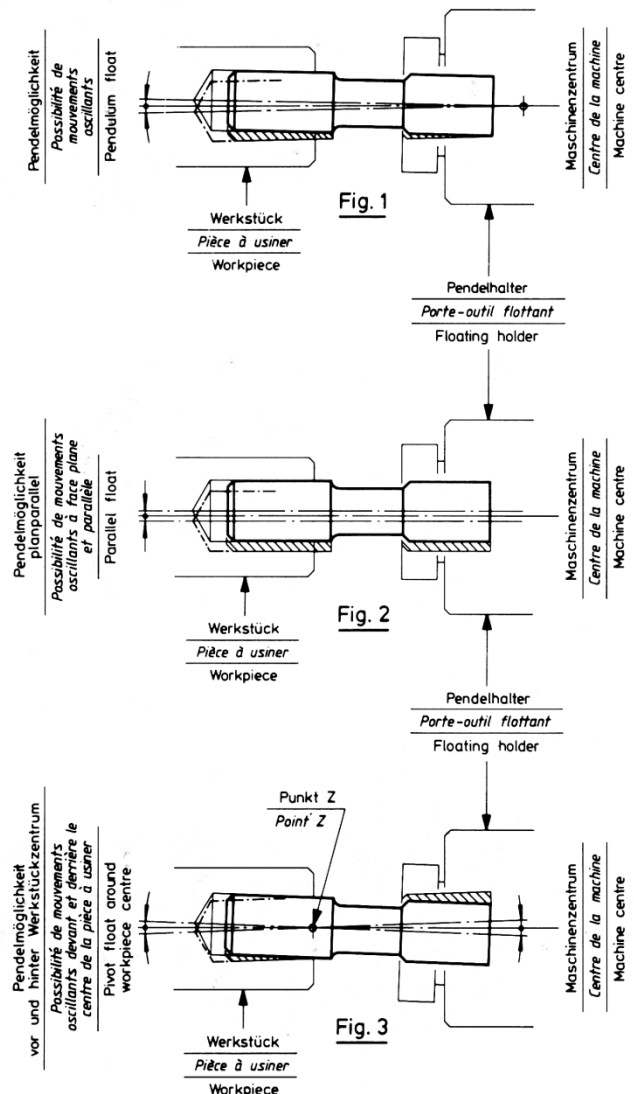 Pendelmöglichkeit
Possibilité de
mouvements
oscillants
Pendulum float
Werkstück
Pièce à usiner
Workpiece
Fig. 1
Maschinenzentrum
Centre de la machine
Machine centre
Pendelhalter
Porte-outil flottant
Floating holder
Pendelmöglichkeit
planparallel
Possibilité de mouvements
oscillants à face plane
et parallèle
Parallel float
Werkstück
Pièce à usiner
Workpiece
Fig. 2
Maschinenzentrum
Centre de la machine
Machine centre
Pendelhalter
Porte-outil flottant
Floating holder
Punkt Z
Point Z
Pendelmöglichkeit
vor und hinter Werkstückzentrum
Possibilité de mouvements
oscillants devant et derrière le
centre de la pièce à usiner
Pivot float around
workpiece centre
Werkstück
Pièce à usiner
Workpiece
Fig. 3
Maschinenzentrum
Centre de la machine
Machine centre